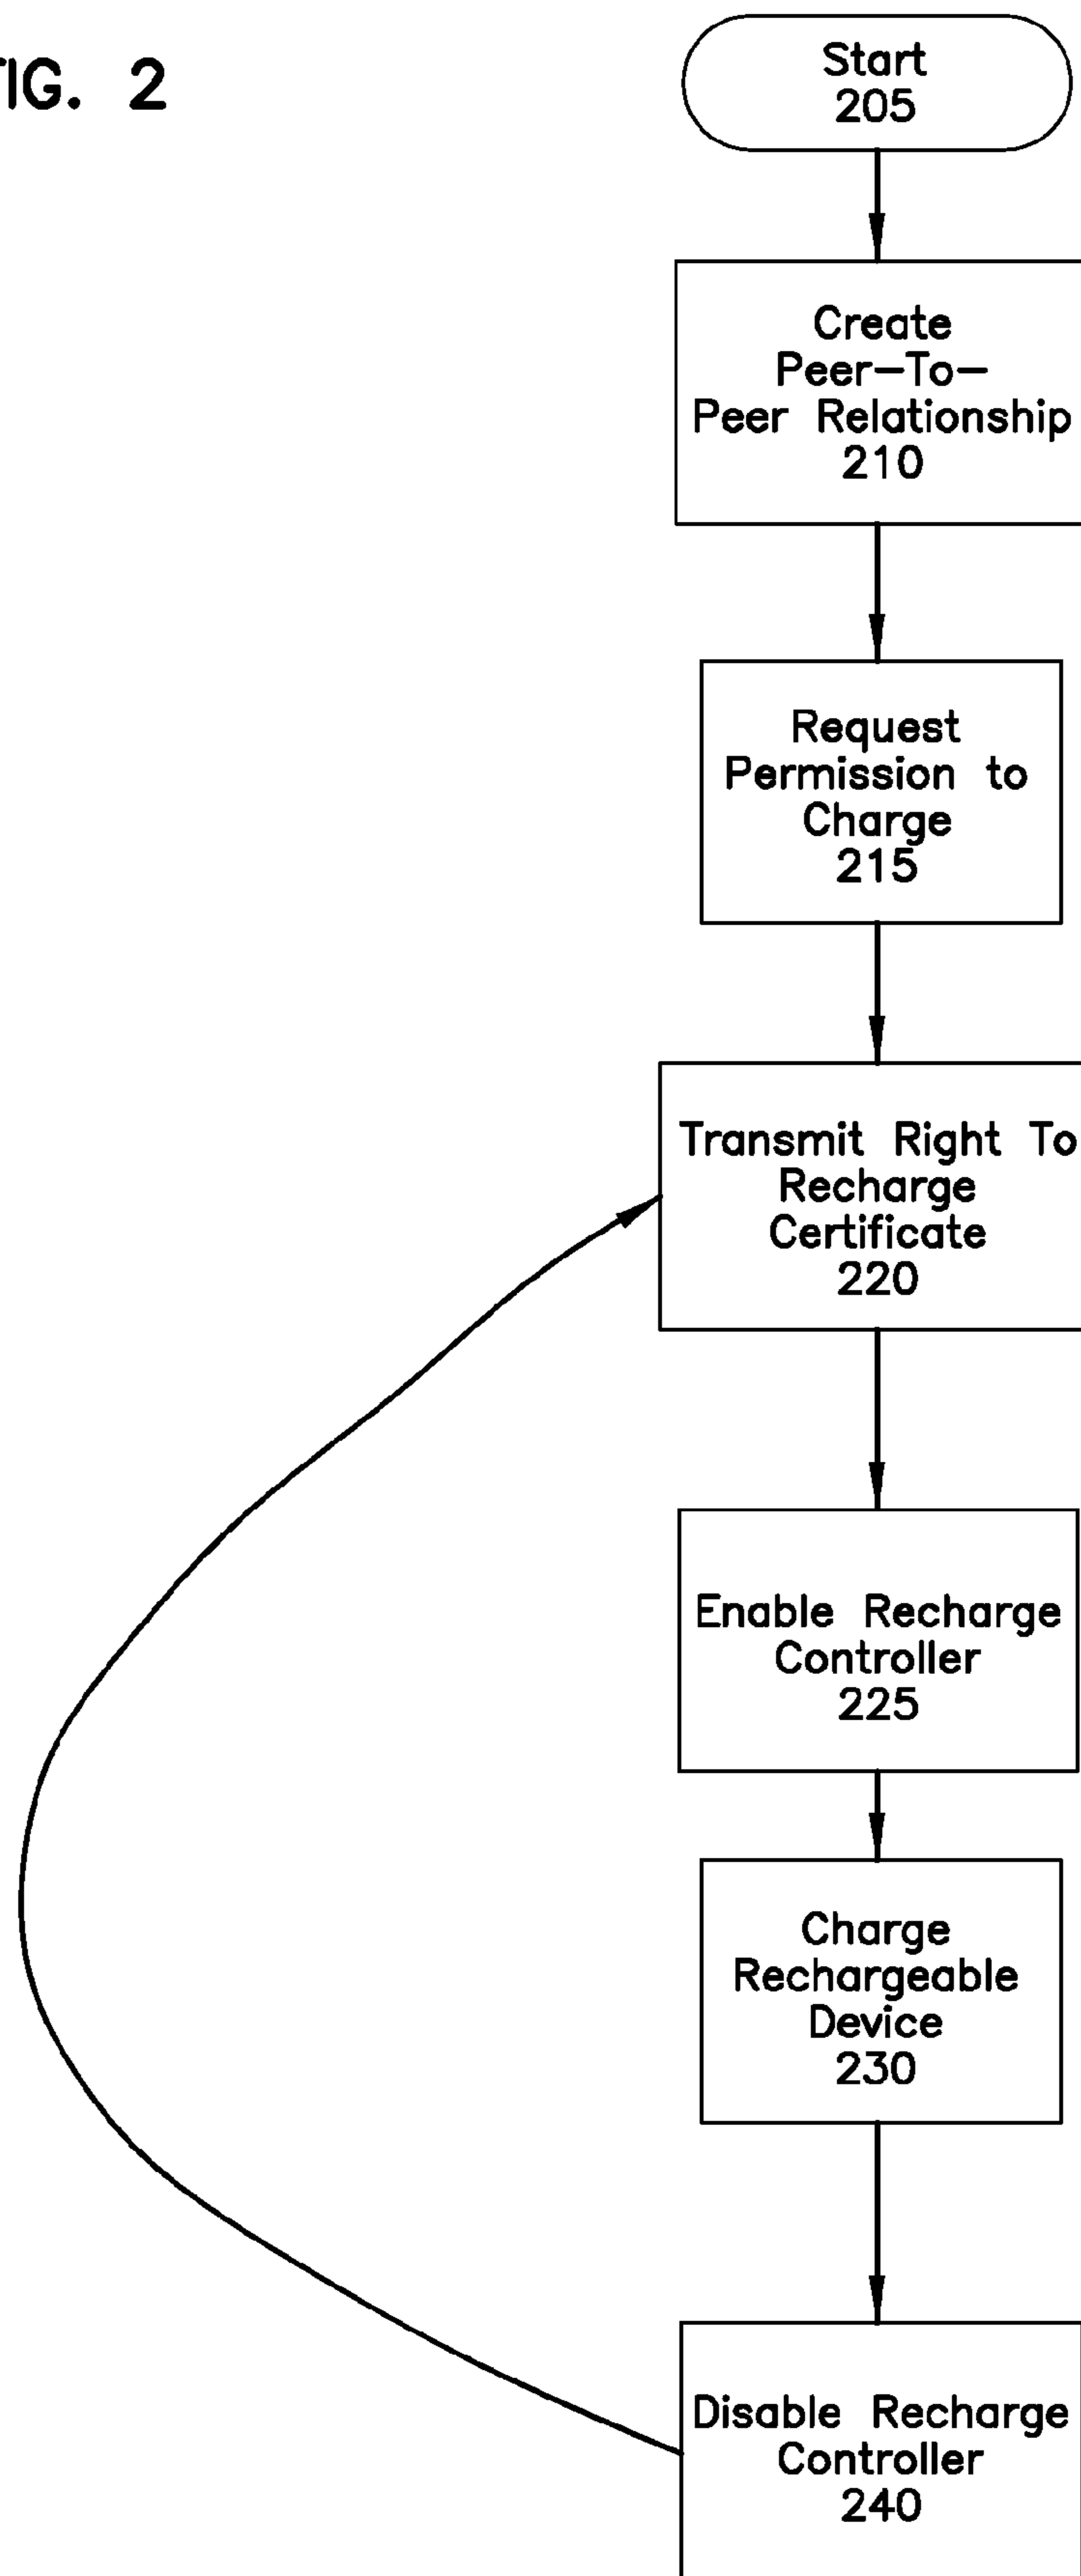 FIG. 2
Start
205
Create
Peer-To-
Peer Relationship
210
Request
Permission to
Charge
215
Transmit Right To
Recharge
Certificate
220
Enable Recharge
Controller
225
Charge
Rechargeable
Device
230
Disable Recharge
Controller
240